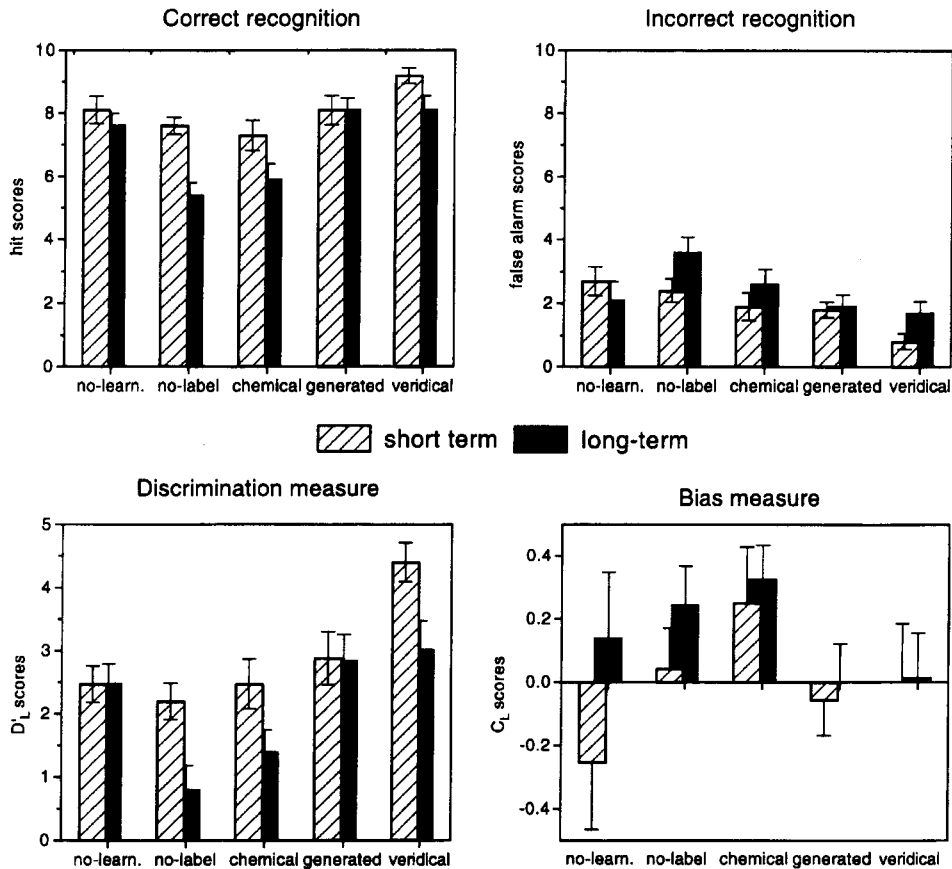 Correct recognition
10
8
6
4
2
0
hit scores
no-learn. no-label chemical generated veridical
Incorrect recognition
10
8
6
4
2
0
false alarm scores
no-learn. no-label chemical generated veridical
short term long-term
Discrimination measure
5
4
3
2
1
0
D'L scores
no-learn. no-label chemical generated veridical
Bias measure
0.4
0.2
0.0
-0.2
-0.4
CL scores
no-learn. no-label chemical generated veridical